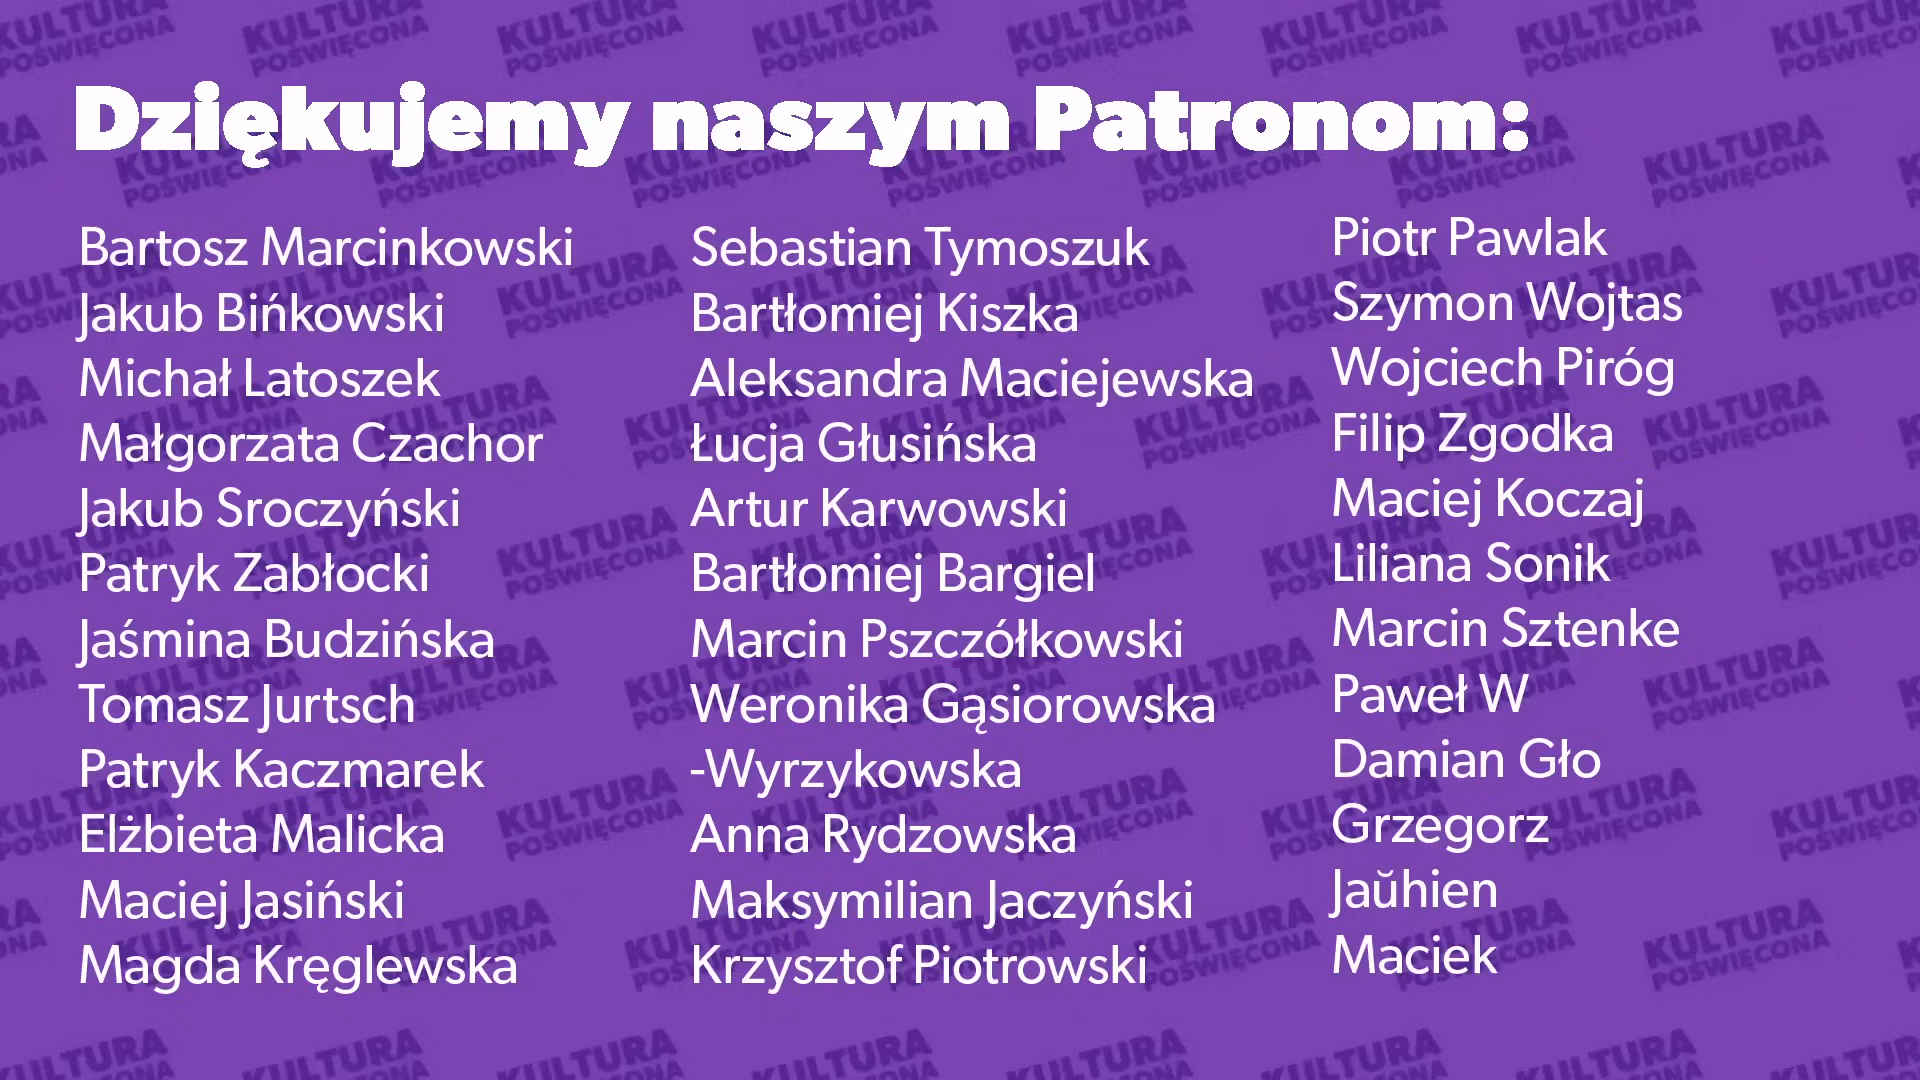 Dziękujemy naszym Patronom:
Bartosz Marcinkowski
Jakub Bińkowski
Michał Latoszek
Małgorzata Czachor
Jakub Sroczyński
Patryk Zabłocki
Jaśmina Budzińska
Tomasz Jurtsch
Patryk Kaczmarek
Elżbieta Malicka
Maciej Jasiński
Magda Kręglewska
Sebastian Tymoszuk
Bartłomiej Kiszka
Aleksandra Maciejewska
Łucja Głusińska
Artur Karwowski
Bartłomiej Bargiel
Marcin Pszczółkowski
Weronika Gąsiorowska
-Wyrzykowska
Anna Rydzowska
Maksymilian Jaczyński
Krzysztof Piotrowski
Piotr Pawlak
Szymon Wojtas
Wojciech Piróg
Filip Zgodka
Maciej Koczaj
Liliana Sonik
Marcin Sztenke
Paweł W
Damian Gło
Grzegorz
Jaŭhien
Maciek
KULTURA
POŚWIĘCONA